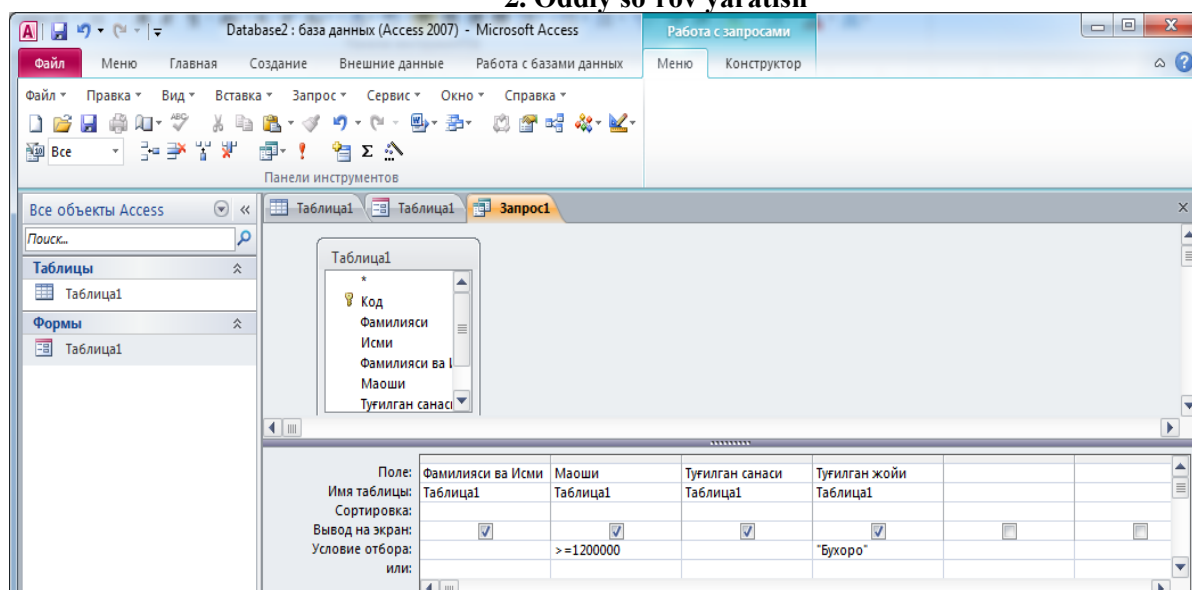 2. Oddiy so'rov yaratish
Database2 : база данных (Access 2007) - Microsoft Access
Работа с запросами
Файл Меню Главная Создание Внешние данные Работа с базами данных Меню Конструктор
Файл Правка Вид Вставка Запрос Сервис Окно Справка
Все
Панели инструментов
Все объекты Access
Таблица1 Таблица1 Запрос1
Поиск...
Таблицы
Таблица1
Формы
Таблица1
Таблица1
*
Код
Фамилияси
Исми
Фамилияси ва
Маоши
Туғилган санаси
Поле: Фамилияси ва Исми Маоши Туғилган санаси Туғилган жойи
Имя таблицы: Таблица1 Таблица1 Таблица1 Таблица1
Сортировка:
Вывод на экран:
Условие отбора: >=1200000 "Бухоро"
или: